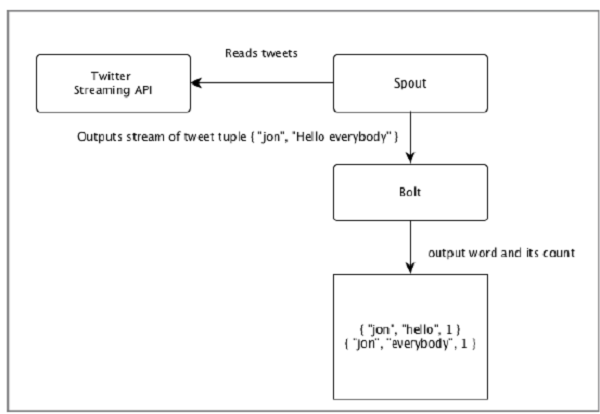 Reads tweets
Twitter
Streaming API
Spout
Outputs stream of tweet tuple { "jon", "Hello everybody" }
Bolt
output word and its count
{ "jon", "hello", 1 }
{ "jon", "everybody", 1 }